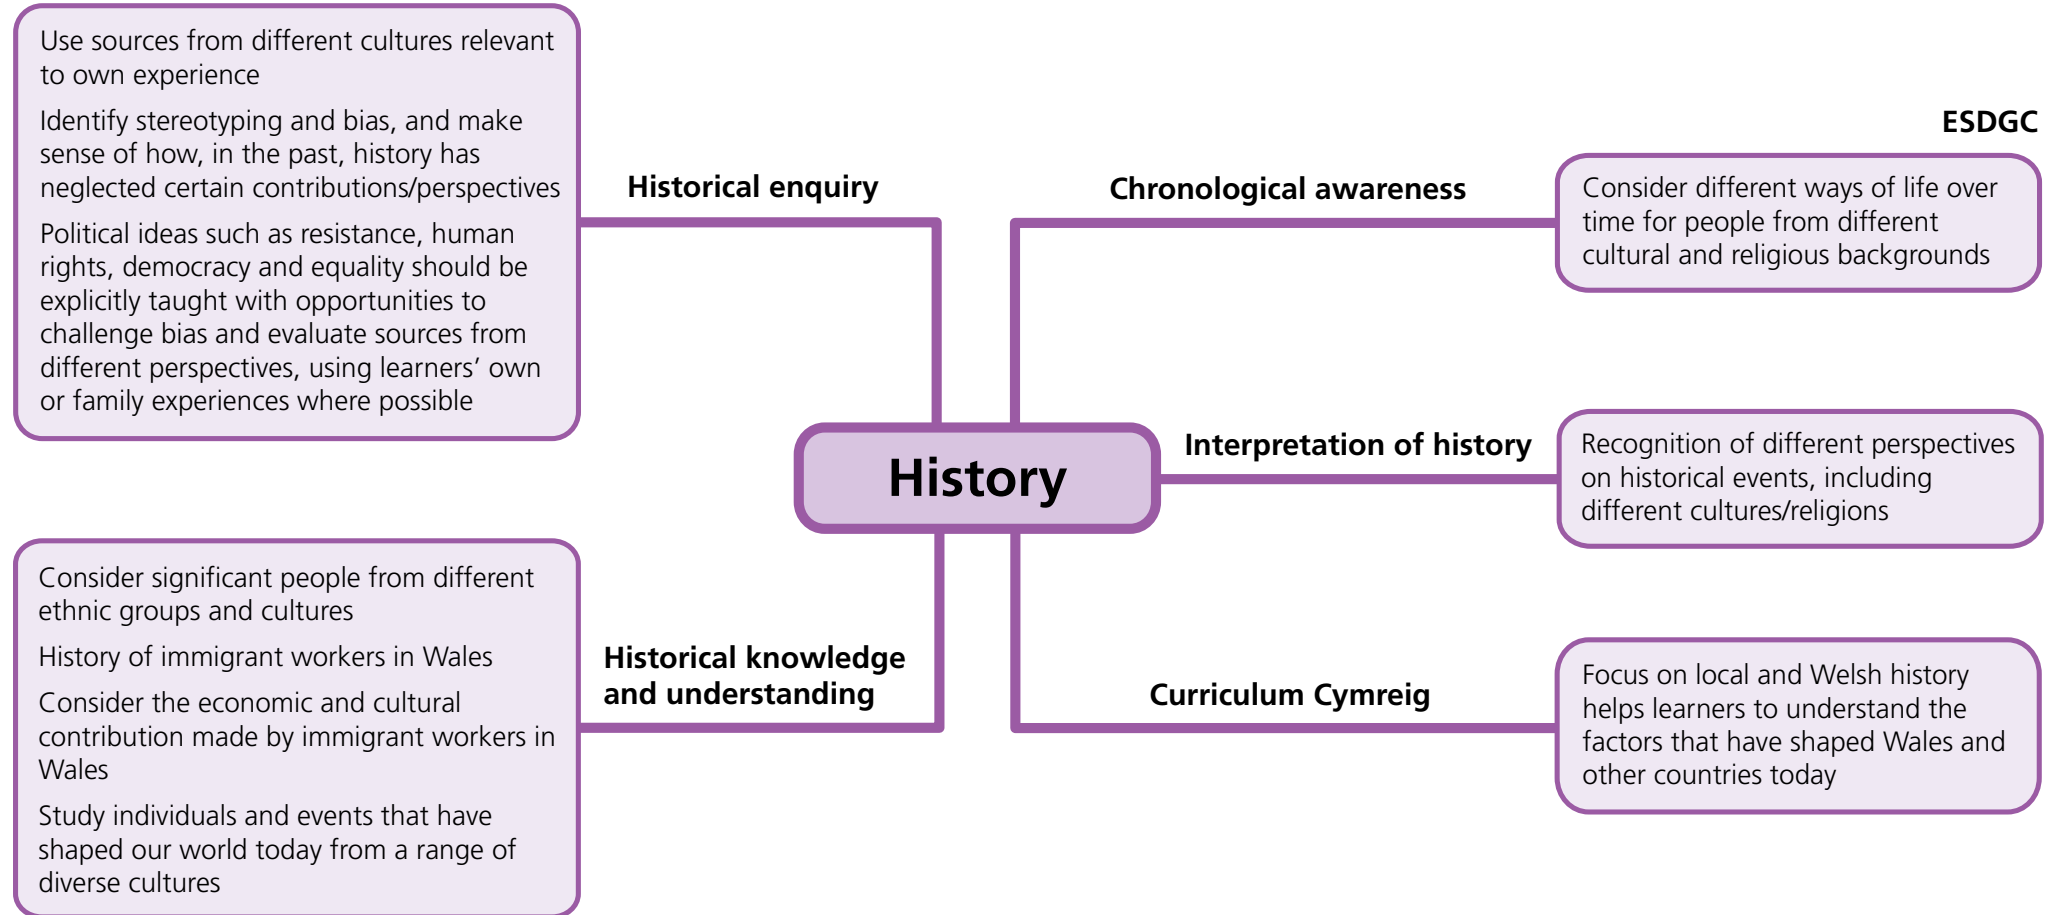 Use sources from different cultures relevant
to own experience
Identify stereotyping and bias, and make
sense of how, in the past, history has
neglected certain contributions/perspectives
Political ideas such as resistance, human
rights, democracy and equality should be
explicitly taught with opportunities to
challenge bias and evaluate sources from
different perspectives, using learners’ own
or family experiences where possible
Historical enquiry
Chronological awareness
ESDGC
Consider different ways of life over
time for people from different
cultural and religious backgrounds
History
Interpretation of history
Recognition of different perspectives
on historical events, including
different cultures/religions
Consider significant people from different
ethnic groups and cultures
History of immigrant workers in Wales
Consider the economic and cultural
contribution made by immigrant workers in
Wales
Study individuals and events that have
shaped our world today from a range of
diverse cultures
Historical knowledge
and understanding
Curriculum Cymreig
Focus on local and Welsh history
helps learners to understand the
factors that have shaped Wales and
other countries today